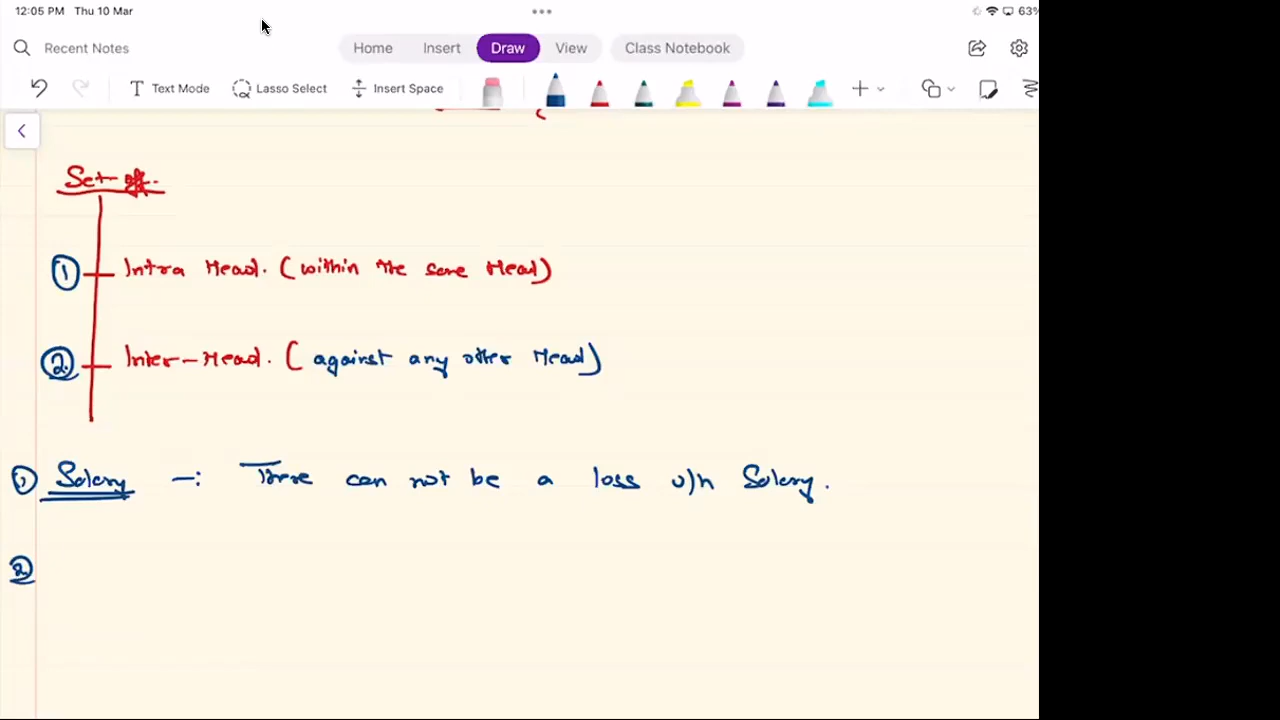 12:05 PM Thu 10 Mar
63%
Recent Notes
Home Insert Draw View Class Notebook
Text Mode Lasso Select Insert Space
Set off.
① Intra Head. (within the same Head)
② Inter-Head. (against any other Head)
① Salary -: There can not be a loss u/h Salary.
②